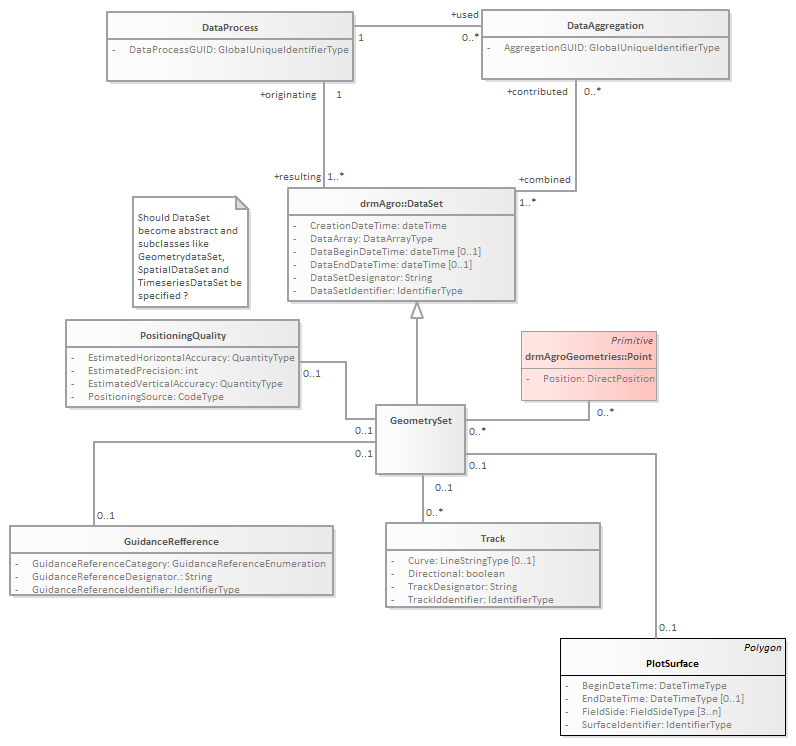 DataProcess
- DataProcessGUID: GlobalUniqueIdentifierType
+used
1
0..*
DataAggregation
- AggregationGUID: GlobalUniqueIdentifierType
+originating 1
+contributed 0..*
+resulting 1..*
+combined
1..*
drmAgro::DataSet
- CreationDateTime: dateTime
- DataArray: DataArrayType
- DataBeginDateTime: dateTime [0..1]
- DataEndDateTime: dateTime [0..1]
- DataSetDesignator: String
- DataSetIdentifier: IdentifierType
Should DataSet
become abstract and
subclasses like
GeometrydataSet,
SpatialDataSet and
TimeseriesDataSet be
specified ?
PositioningQuality
- EstimatedHorizontalAccuracy: QuantityType
- EstimatedPrecision: int
- EstimatedVerticalAccuracy: QuantityType
- PositioningSource: CodeType
0..1
0..1
Primitive
drmAgroGeometries::Point
- Position: DirectPosition
0..*
0..*
GeometrySet
0..1
0..1
0..1
0..1
0..*
0..1
GuidanceRefference
- GuidanceReferenceCategory: GuidanceReferenceEnumeration
- GuidanceReferenceDesignator.: String
- GuidanceReferenceIdentifier: IdentifierType
Track
- Curve: LineStringType [0..1]
- Directional: boolean
- TrackDesignator: String
- TrackIddentifier: IdentifierType
Polygon
PlotSurface
- BeginDateTime: DateTimeType
- EndDateTime: DateTimeType [0..1]
- FieldSide: FieldSideType [3..n]
- SurfaceIdentifier: IdentifierType